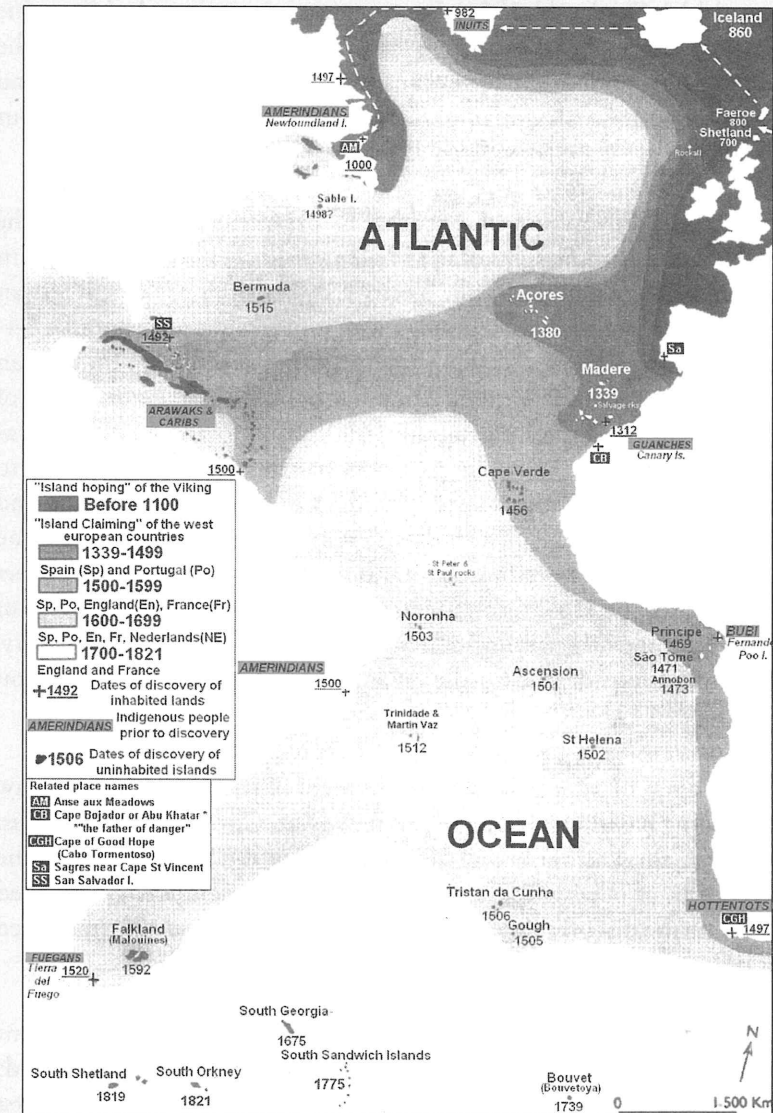 982
INUITS
Iceland
860
1497
AMERINDIANS
Newfoundland I.
Faeroe
800
Shetland
700
Rockall
AM
1000
Sable I.
1498?
ATLANTIC
Bermuda
1515
Açores
1380
SS
1492
Sa
Madere
1339
Salvage rks
1312
GUANCHES
Canary Is.
CB
ARAWAKS &
CARIBS
1500
Cape Verde
1456
"Island hoping" of the Viking
Before 1100
"Island Claiming" of the west
european countries
1339-1499
Spain (Sp) and Portugal (Po)
1500-1599
Sp, Po, England(En), France(Fr)
1600-1699
Sp, Po, En, Fr, Nederlands(NE)
1700-1821
England and France
1492 Dates of discovery of
inhabited lands
AMERINDIANS Indigenous people
prior to discovery
1506 Dates of discovery of
uninhabited islands
St Peter &
St Paul rocks
Noronha
1503
Principe
1469
BUBI
Fernando
Poo I.
São Tomé
1471
Annobon
1473
AMERINDIANS
1500
Ascension
1501
Trinidade &
Martin Vaz
1512
St Helena
1502
Related place names
AM Anse aux Meadows
CB Cape Bojador or Abu Khatar *
*"the father of danger"
CGH Cape of Good Hope
(Cabo Tormentoso)
Sa Sagres near Cape St Vincent
SS San Salvador I.
OCEAN
Tristan da Cunha
1506
Gough
1505
HOTTENTOTS
CGH
1497
Falkland
(Malouines)
1592
FUEGANS
Tierra
del
Fuego
1520
South Georgia
1675
South Sandwich Islands
1775
South Shetland
1819
South Orkney
1821
Bouvet
(Bouvetoya)
1739
N
0 1 500 Km